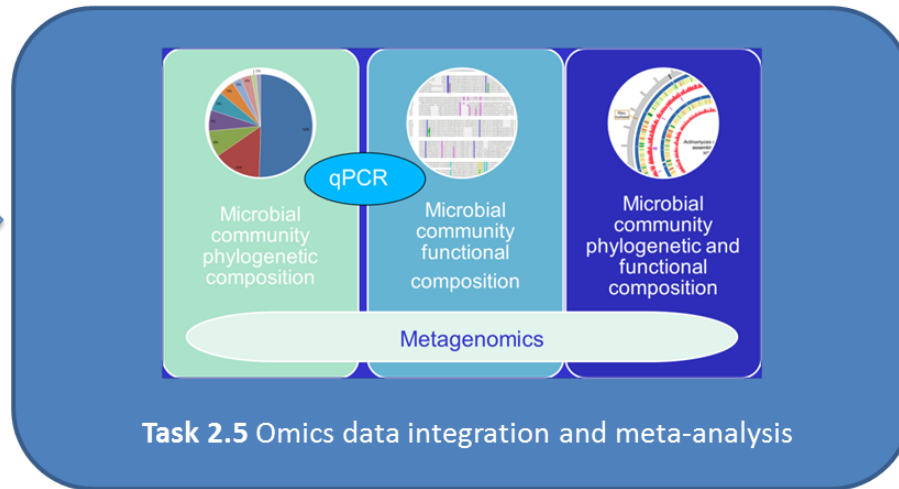 qPCR
Microbial
community
phylogenetic
composition
Microbial
community
functional
composition
Microbial
community
phylogenetic and
functional
composition
Metagenomics
Task 2.5 Omics data integration and meta-analysis